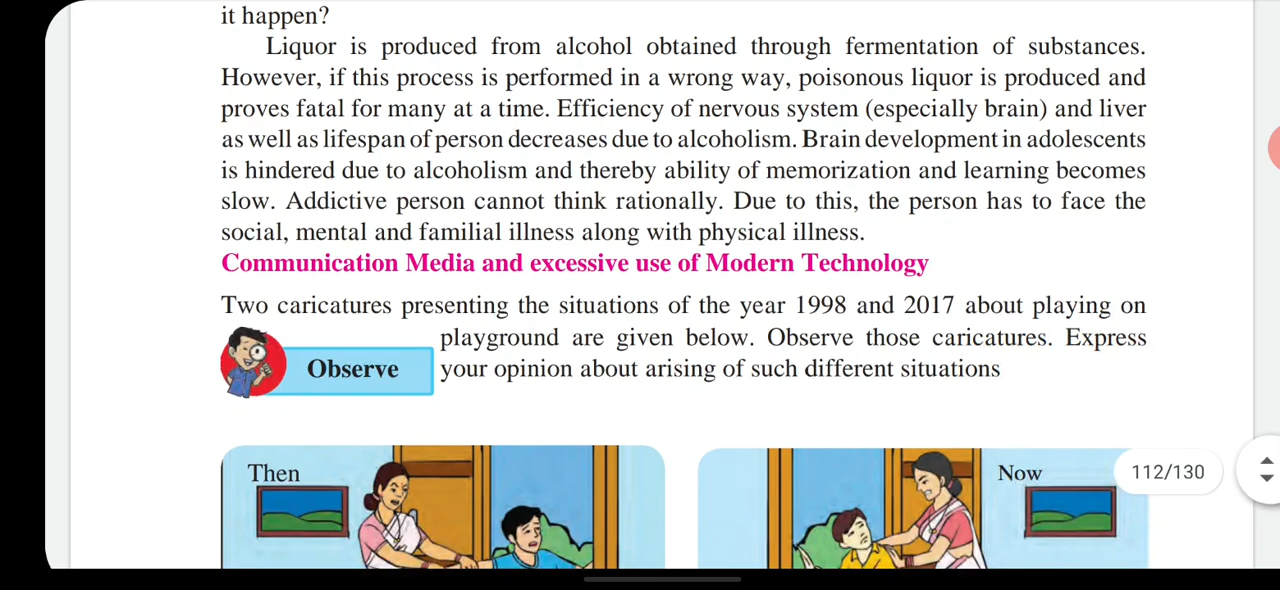 it happen?
Liquor is produced from alcohol obtained through fermentation of substances.
However, if this process is performed in a wrong way, poisonous liquor is produced and
proves fatal for many at a time. Efficiency of nervous system (especially brain) and liver
as well as lifespan of person decreases due to alcoholism. Brain development in adolescents
is hindered due to alcoholism and thereby ability of memorization and learning becomes
slow. Addictive person cannot think rationally. Due to this, the person has to face the
social, mental and familial illness along with physical illness.
Communication Media and excessive use of Modern Technology
Two caricatures presenting the situations of the year 1998 and 2017 about playing on
playground are given below. Observe those caricatures. Express
Observe
your opinion about arising of such different situations
Then
Now
112/130